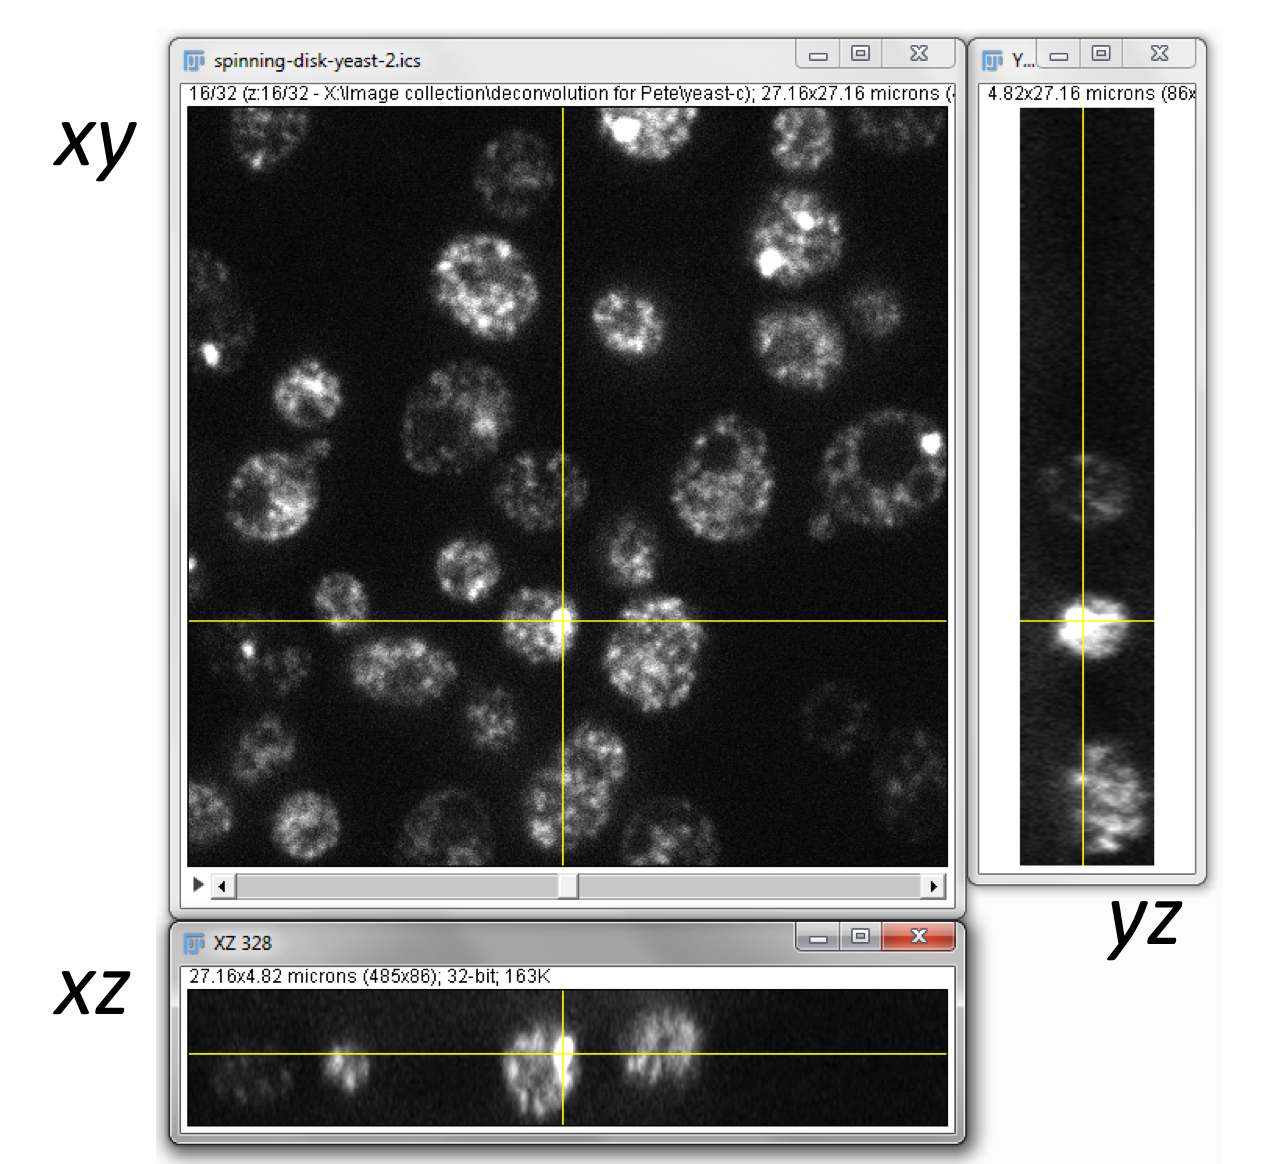 spinning-disk-yeast-2.ics
Y...
16/32 (z:16/32 - X:\Image collection\deconvolution for Pete\yeast-c); 27.16x27.16 microns (
4.82x27.16 microns (86x
xy
yz
XZ 328
xz
27.16x4.82 microns (485x86); 32-bit; 163K